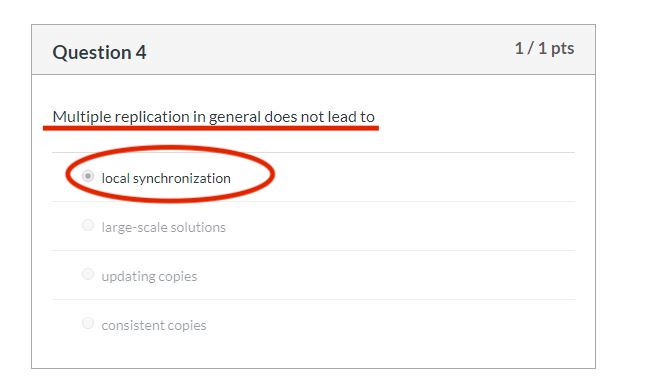 Question 4
1 / 1 pts
Multiple replication in general does not lead to
local synchronization
large-scale solutions
updating copies
consistent copies